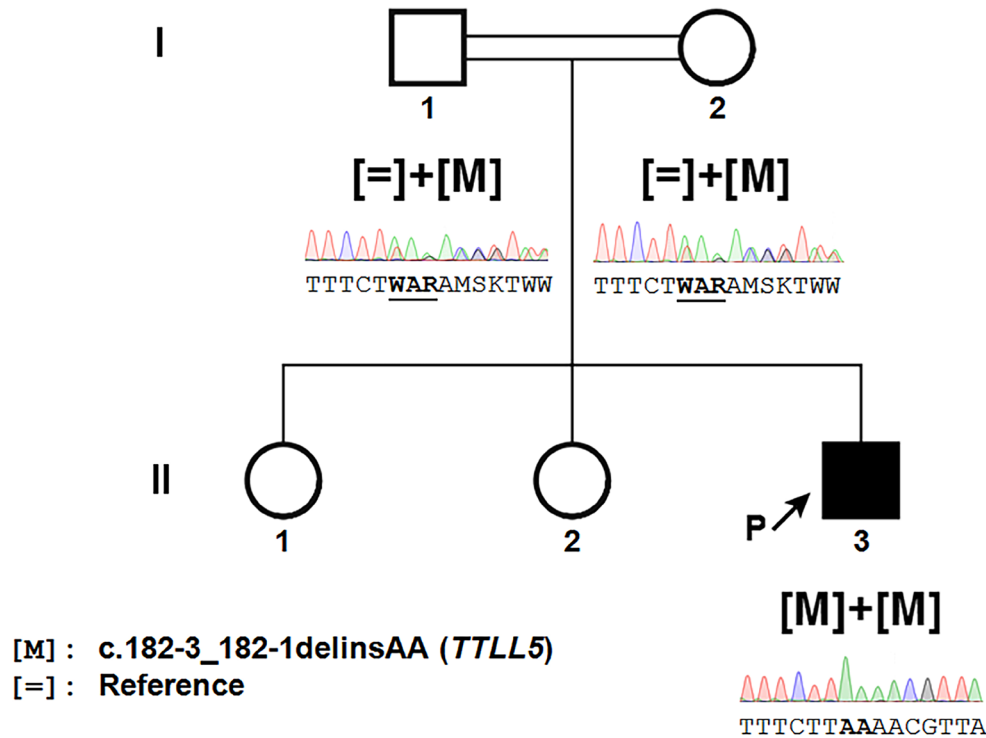 I
1
2
[=]+[M]
[=]+[M]
TTTCTWARAMSKTWW
TTTCTWARAMSKTWW
II
1
2
P
3
[M]+[M]
[M]: c.182-3_182-1delinsAA (TTLL5)
[=]: Reference
TTTCTTAAAACGTTA